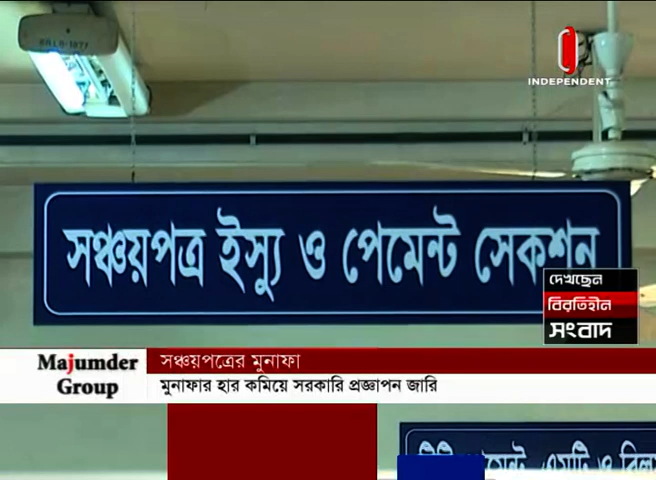 INDEPENDENT
সঞ্চয়পত্র ইস্যু ও পেমেন্ট সেকশন
দেখছেন
বিরতিহীন
সংবাদ
Majumder
Group
সঞ্চয়পত্রের মুনাফা
মুনাফার হার কমিয়ে সরকারি প্রজ্ঞাপন জারি
ও বিল